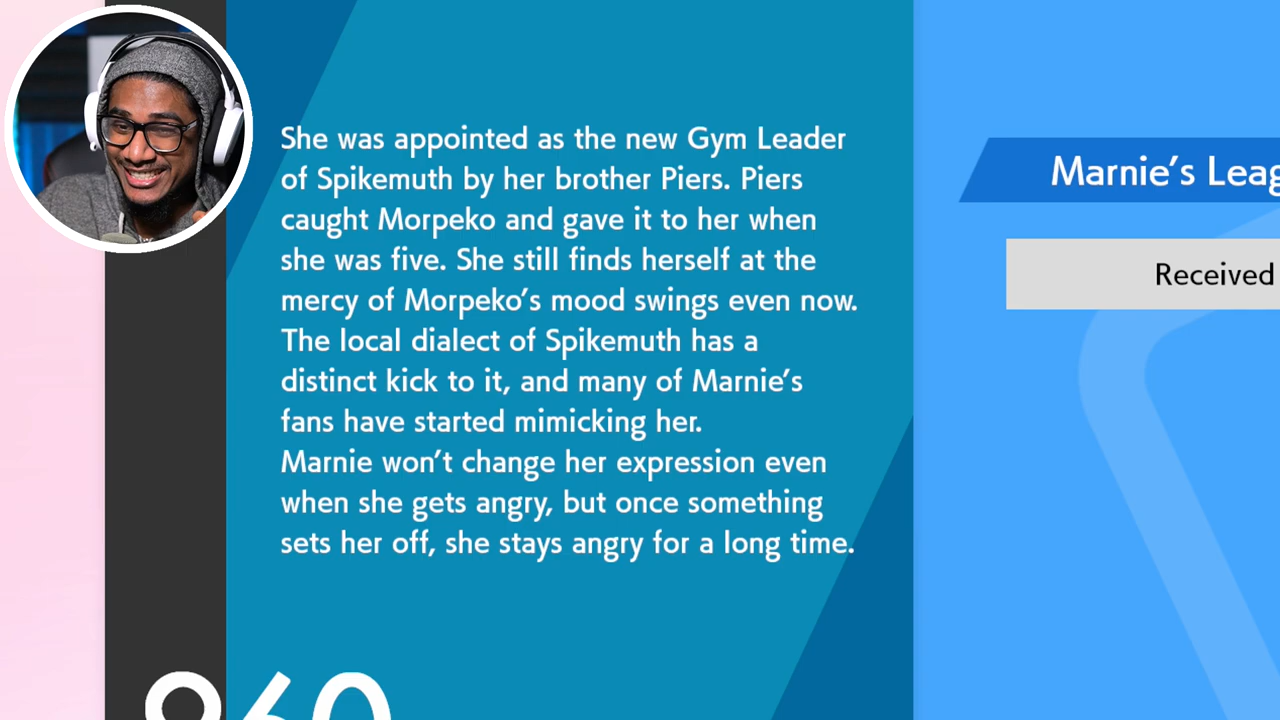 She was appointed as the new Gym Leader
of Spikemuth by her brother Piers. Piers
caught Morpeko and gave it to her when
she was five. She still finds herself at the
mercy of Morpeko’s mood swings even now.
The local dialect of Spikemuth has a
distinct kick to it, and many of Marnie’s
fans have started mimicking her.
Marnie won’t change her expression even
when she gets angry, but once something
sets her off, she stays angry for a long time.
960
Marnie’s Leag
Received